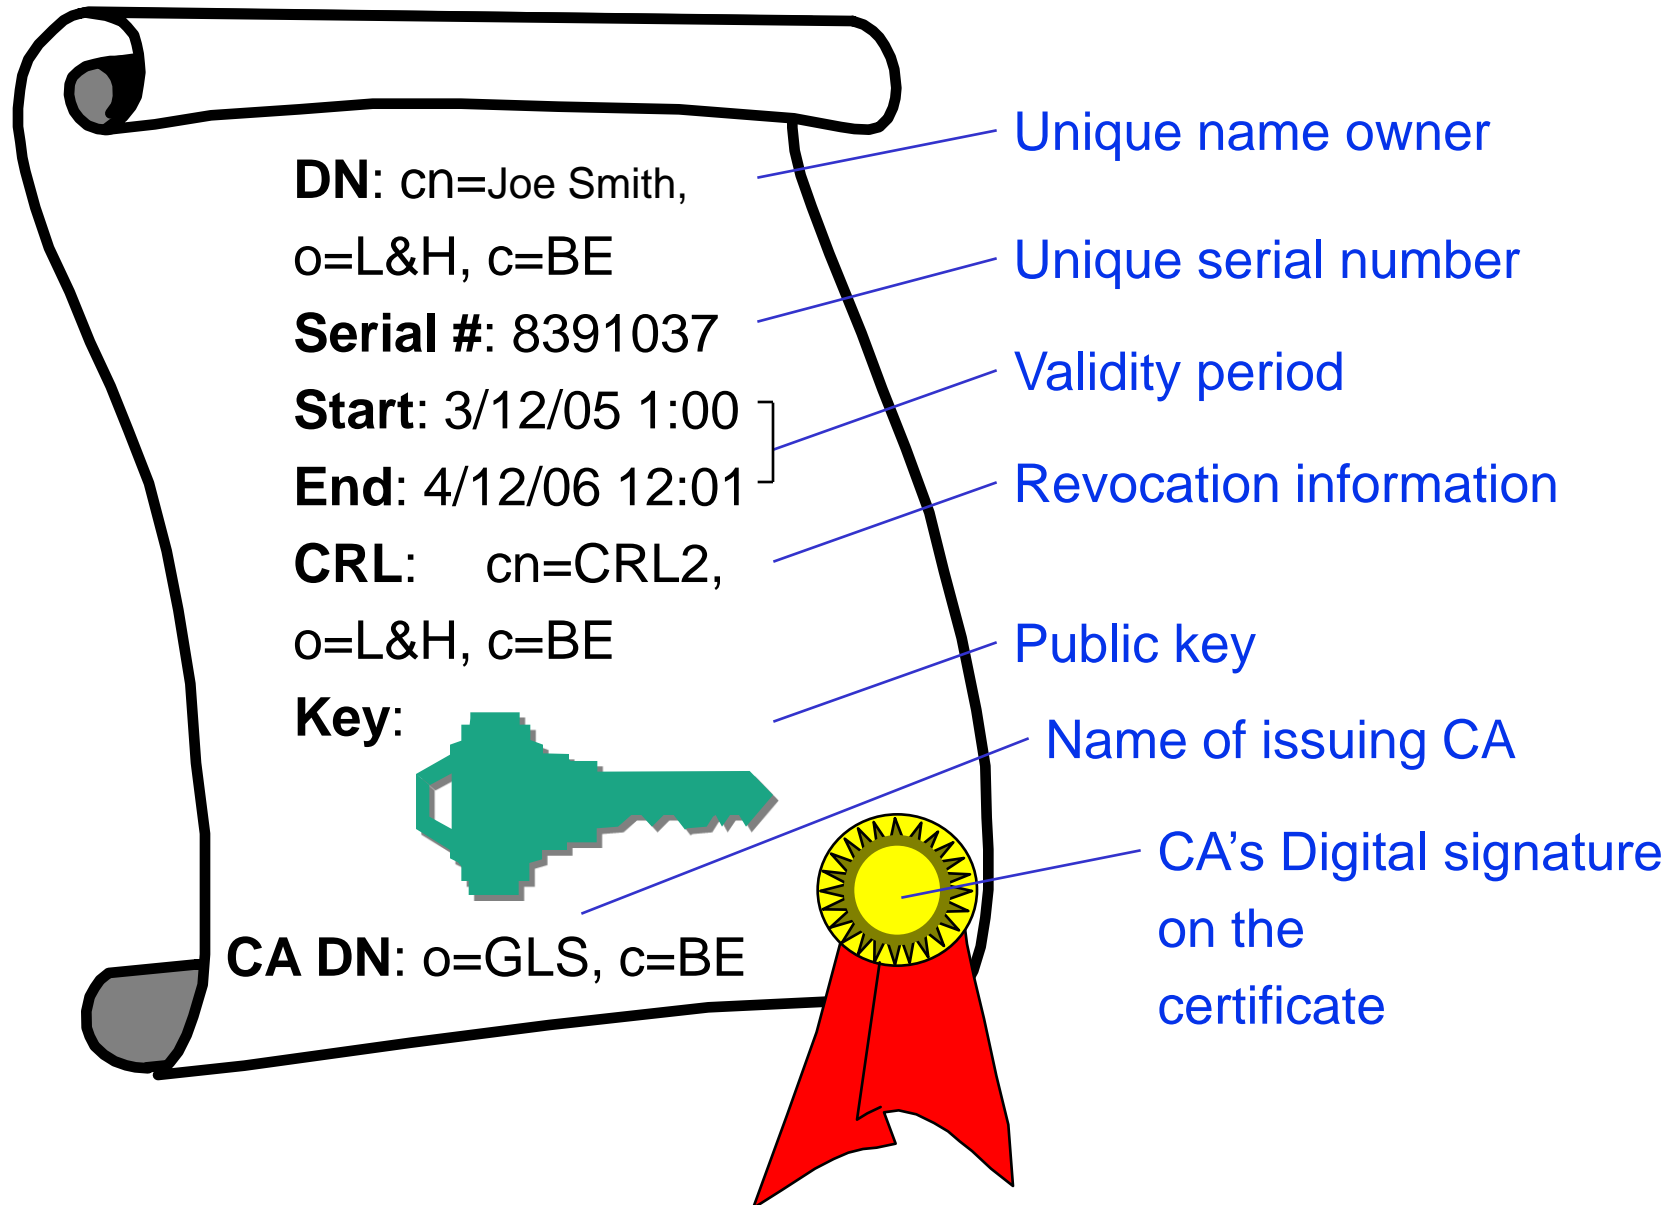 DN: cn=Joe Smith,
o=L&H, c=BE
Serial #: 8391037
Start: 3/12/05 1:00
End: 4/12/06 12:01
CRL: cn=CRL2,
o=L&H, c=BE
Key:
CA DN: o=GLS, c=BE
Unique name owner
Unique serial number
Validity period
Revocation information
Public key
Name of issuing CA
CA’s Digital signature
on the
certificate